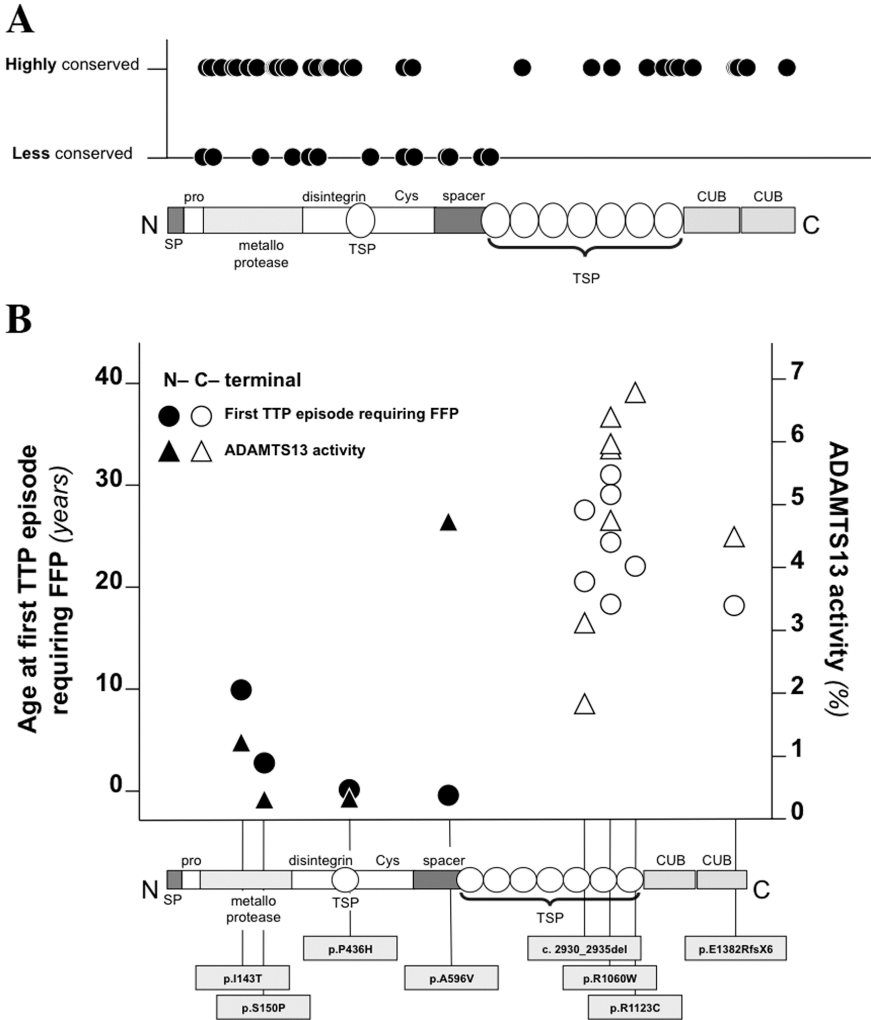 A
Highly conserved
Less conserved
pro disintegrin Cys spacer CUB CUB
N C
SP metallo protease TSP
TSP
B
Age at first TTP episode
requiring FFP (years)
40
30
20
10
0
N– C– terminal
First TTP episode requiring FFP
ADAMTS13 activity
7
6
5
4
3
2
1
0
ADAMTS13 activity (%)
pro disintegrin Cys spacer CUB CUB
N C
SP metallo protease TSP
TSP
p.P436H c. 2930_2935del p.E1382RfsX6
p.I143T p.A596V p.R1060W
p.S150P p.R1123C